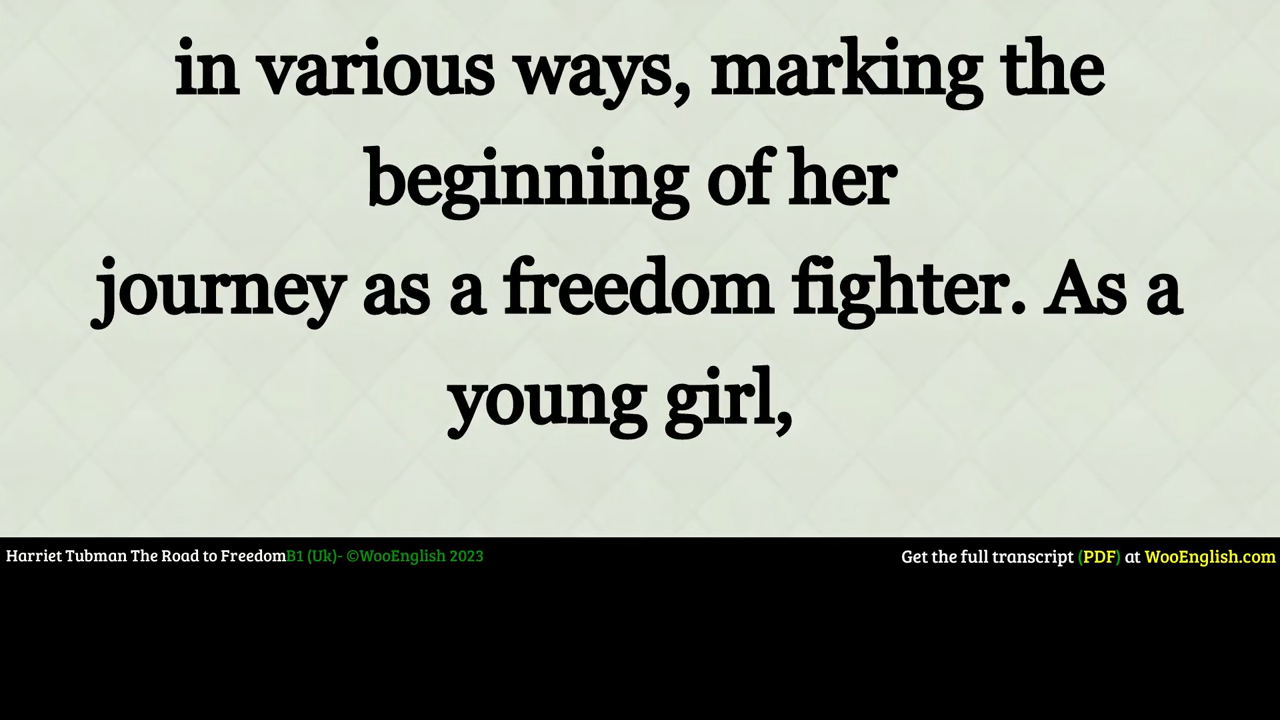 in various ways, marking the
beginning of her
journey as a freedom fighter. As a
young girl,
Harriet Tubman The Road to FreedomB1 (Uk)- ©WooEnglish 2023
Get the full transcript (PDF) at WooEnglish.com